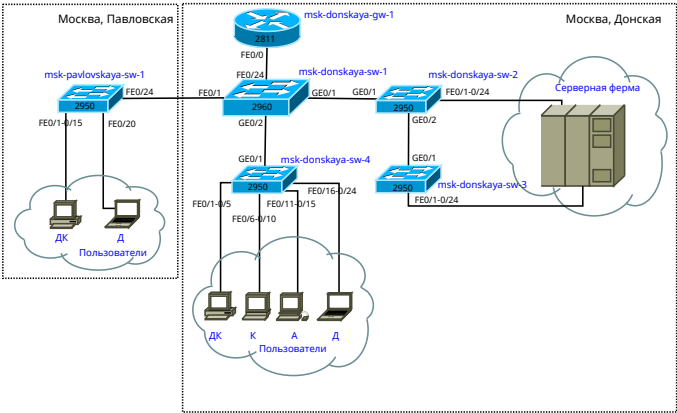 Москва, Павловская
Москва, Донская
msk-donskaya-gw-1
2811
FE0/0
msk-pavlovskaya-sw-1
2950
FE0/24
FE0/1-0/15
FE0/20
ДК
Д
Пользователи
FE0/24
msk-donskaya-sw-1
FE0/1
2960
GE0/1
GE0/2
GE0/1
msk-donskaya-sw-2
2950
FE0/1-0/24
GE0/2
Серверная ферма
GE0/1
msk-donskaya-sw-3
2950
FE0/1-0/24
GE0/1
msk-donskaya-sw-4
2950
FE0/1-0/5
FE0/6-0/10
FE0/11-0/15
FE0/16-0/24
ДК
К
А
Д
Пользователи